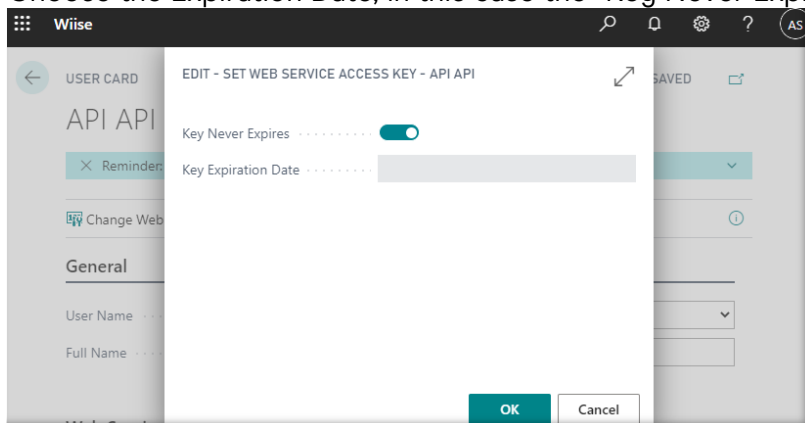 Choose the Expiration Date, in this case the "Key Never Exp
Wiise
?
AS
USER CARD
EDIT - SET WEB SERVICE ACCESS KEY - API API
SAVED
API API
Key Never Expires
Reminder:
Key Expiration Date
Change Web
General
User Name
Full Name
OK
Cancel